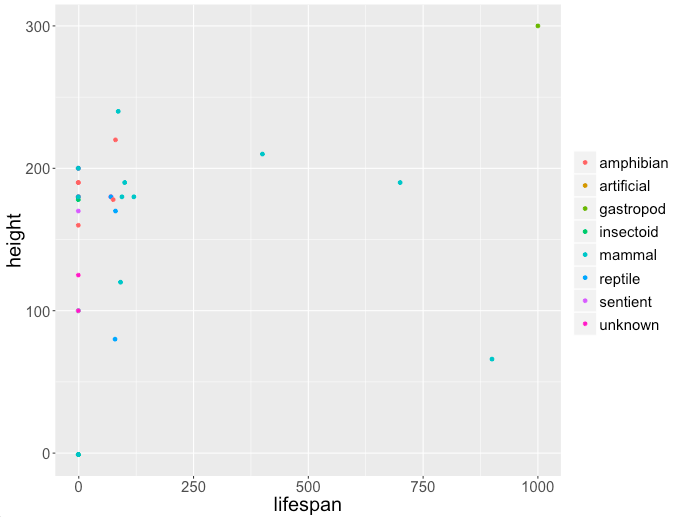 300
200
100
0
height
0 250 500 750 1000
lifespan
amphibian
artificial
gastropod
insectoid
mammal
reptile
sentient
unknown